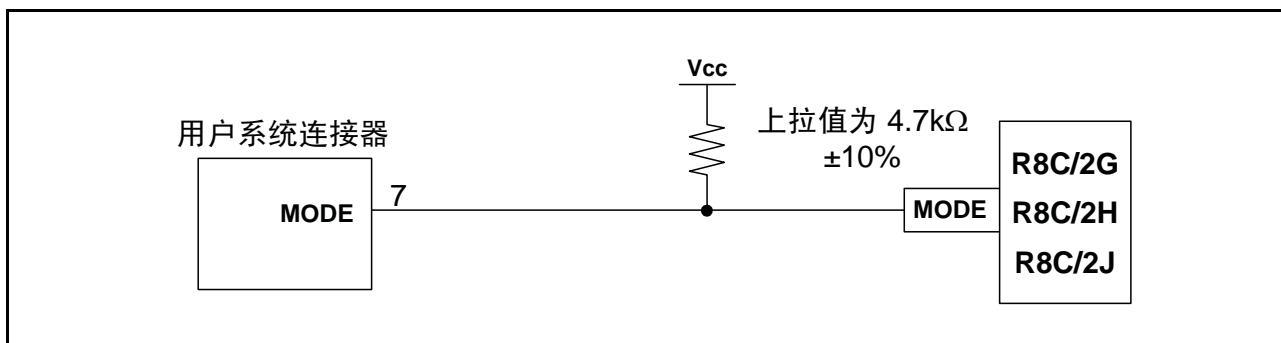 Vcc
用户系统连接器
上拉值为 4.7kΩ
±10%
MODE
7
MODE
R8C/2G
R8C/2H
R8C/2J